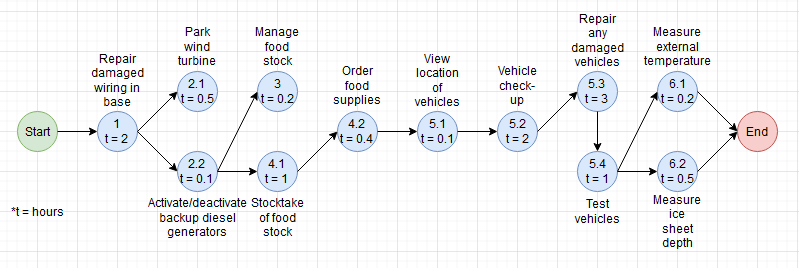 Start
Repair
damaged
wiring in
base
1
t = 2
Park
wind
turbine
2.1
t = 0.5
2.2
t = 0.1
Activate/deactivate
backup diesel
generators
Manage
food
stock
3
t = 0.2
4.1
t = 1
Stocktake
of food
stock
Order
food
supplies
4.2
t = 0.4
View
location
of
vehicles
5.1
t = 0.1
Vehicle
check-
up
5.2
t = 2
Repair
any
damaged
vehicles
5.3
t = 3
5.4
t = 1
Test
vehicles
Measure
external
temperature
6.1
t = 0.2
6.2
t = 0.5
Measure
ice
sheet
depth
End
*t = hours